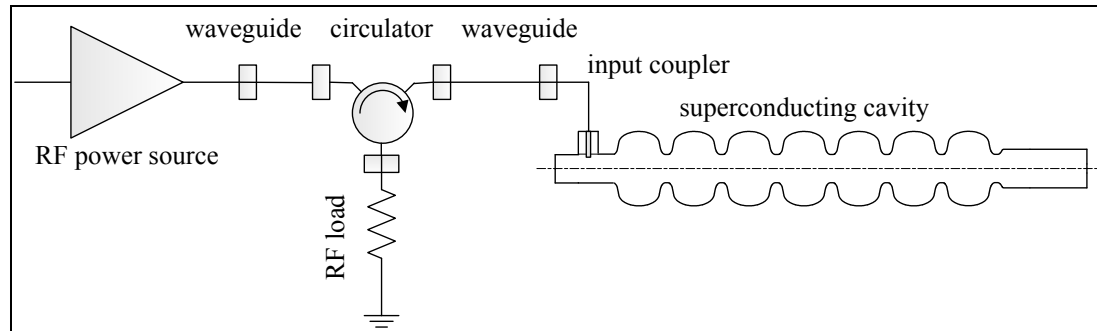 waveguide circulator waveguide
input coupler
superconducting cavity
RF power source
RF load